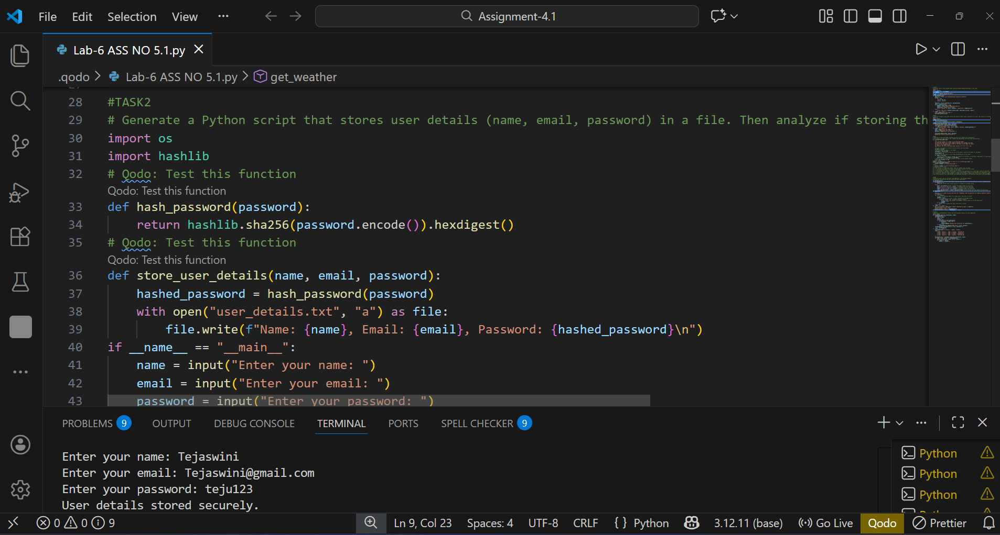 File Edit Selection View ··· Assignment-4.1
Lab-6 ASS NO 5.1.py
.qodo > Lab-6 ASS NO 5.1.py > get_weather
28 #TASK2
29 # Generate a Python script that stores user details (name, email, password) in a file. Then analyze if storing th
30 import os
31 import hashlib
32 # Qodo: Test this function
Qodo: Test this function
33 def hash_password(password):
34 return hashlib.sha256(password.encode()).hexdigest()
35 # Qodo: Test this function
Qodo: Test this function
36 def store_user_details(name, email, password):
37 hashed_password = hash_password(password)
38 with open("user_details.txt", "a") as file:
39 file.write(f"Name: {name}, Email: {email}, Password: {hashed_password}\n")
40 if __name__ == "__main__":
41 name = input("Enter your name: ")
42 email = input("Enter your email: ")
43 password = input("Enter your password: ")
PROBLEMS 9 OUTPUT DEBUG CONSOLE TERMINAL PORTS SPELL CHECKER 9
Enter your name: Tejaswini
Enter your email: Tejaswini@gmail.com
Enter your password: teju123
User details stored securely.
Python
Python
Python
0 0 9 Ln 9, Col 23 Spaces: 4 UTF-8 CRLF { } Python 3.12.11 (base) Go Live Qodo Prettier